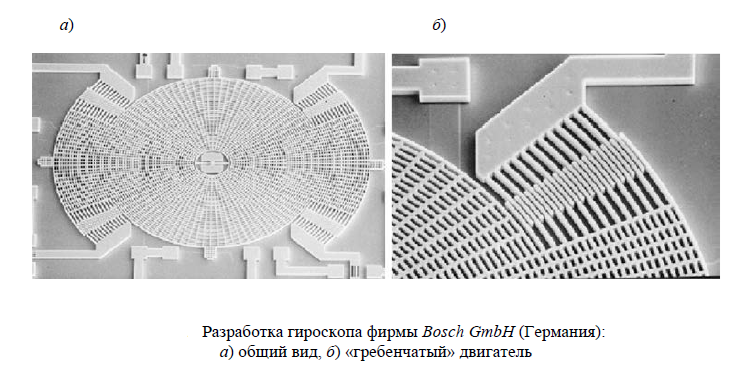 а)
б)
Разработка гироскопа фирмы Bosch GmbH (Германия):
а) общий вид, б) «гребенчатый» двигатель